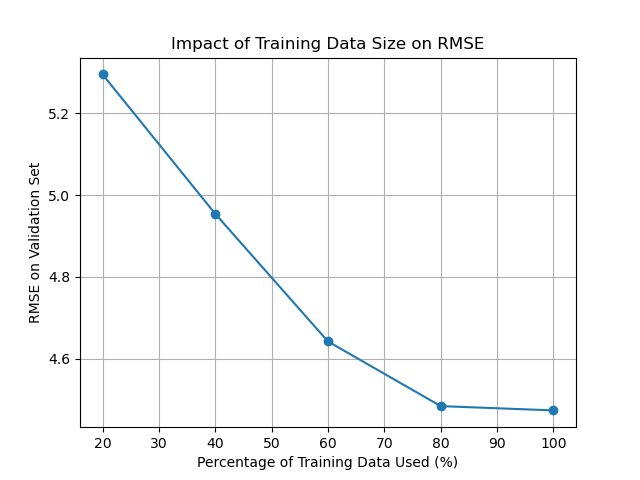 Impact of Training Data Size on RMSE
RMSE on Validation Set
5.2
5.0
4.8
4.6
20 30 40 50 60 70 80 90 100
Percentage of Training Data Used (%)